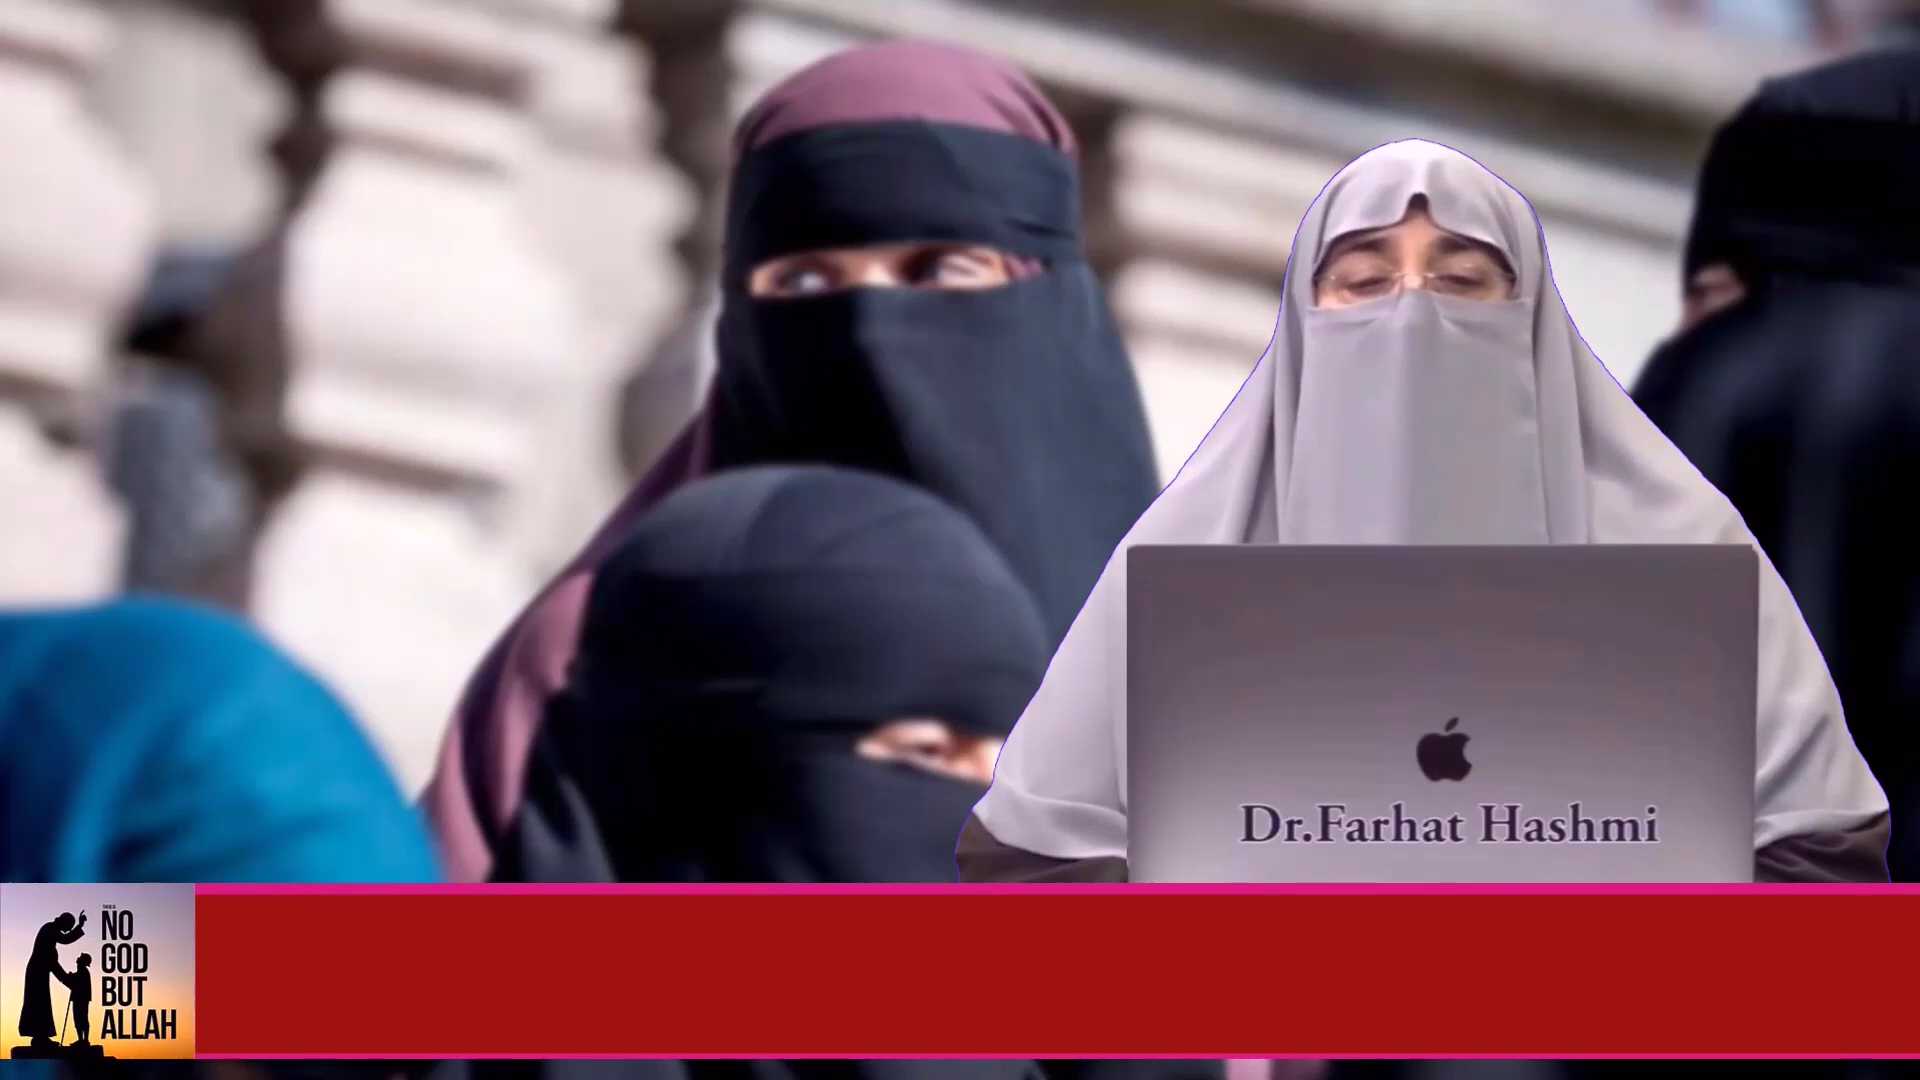 Dr.Farhat Hashmi
THERE IS
NO
GOD
BUT
ALLAH